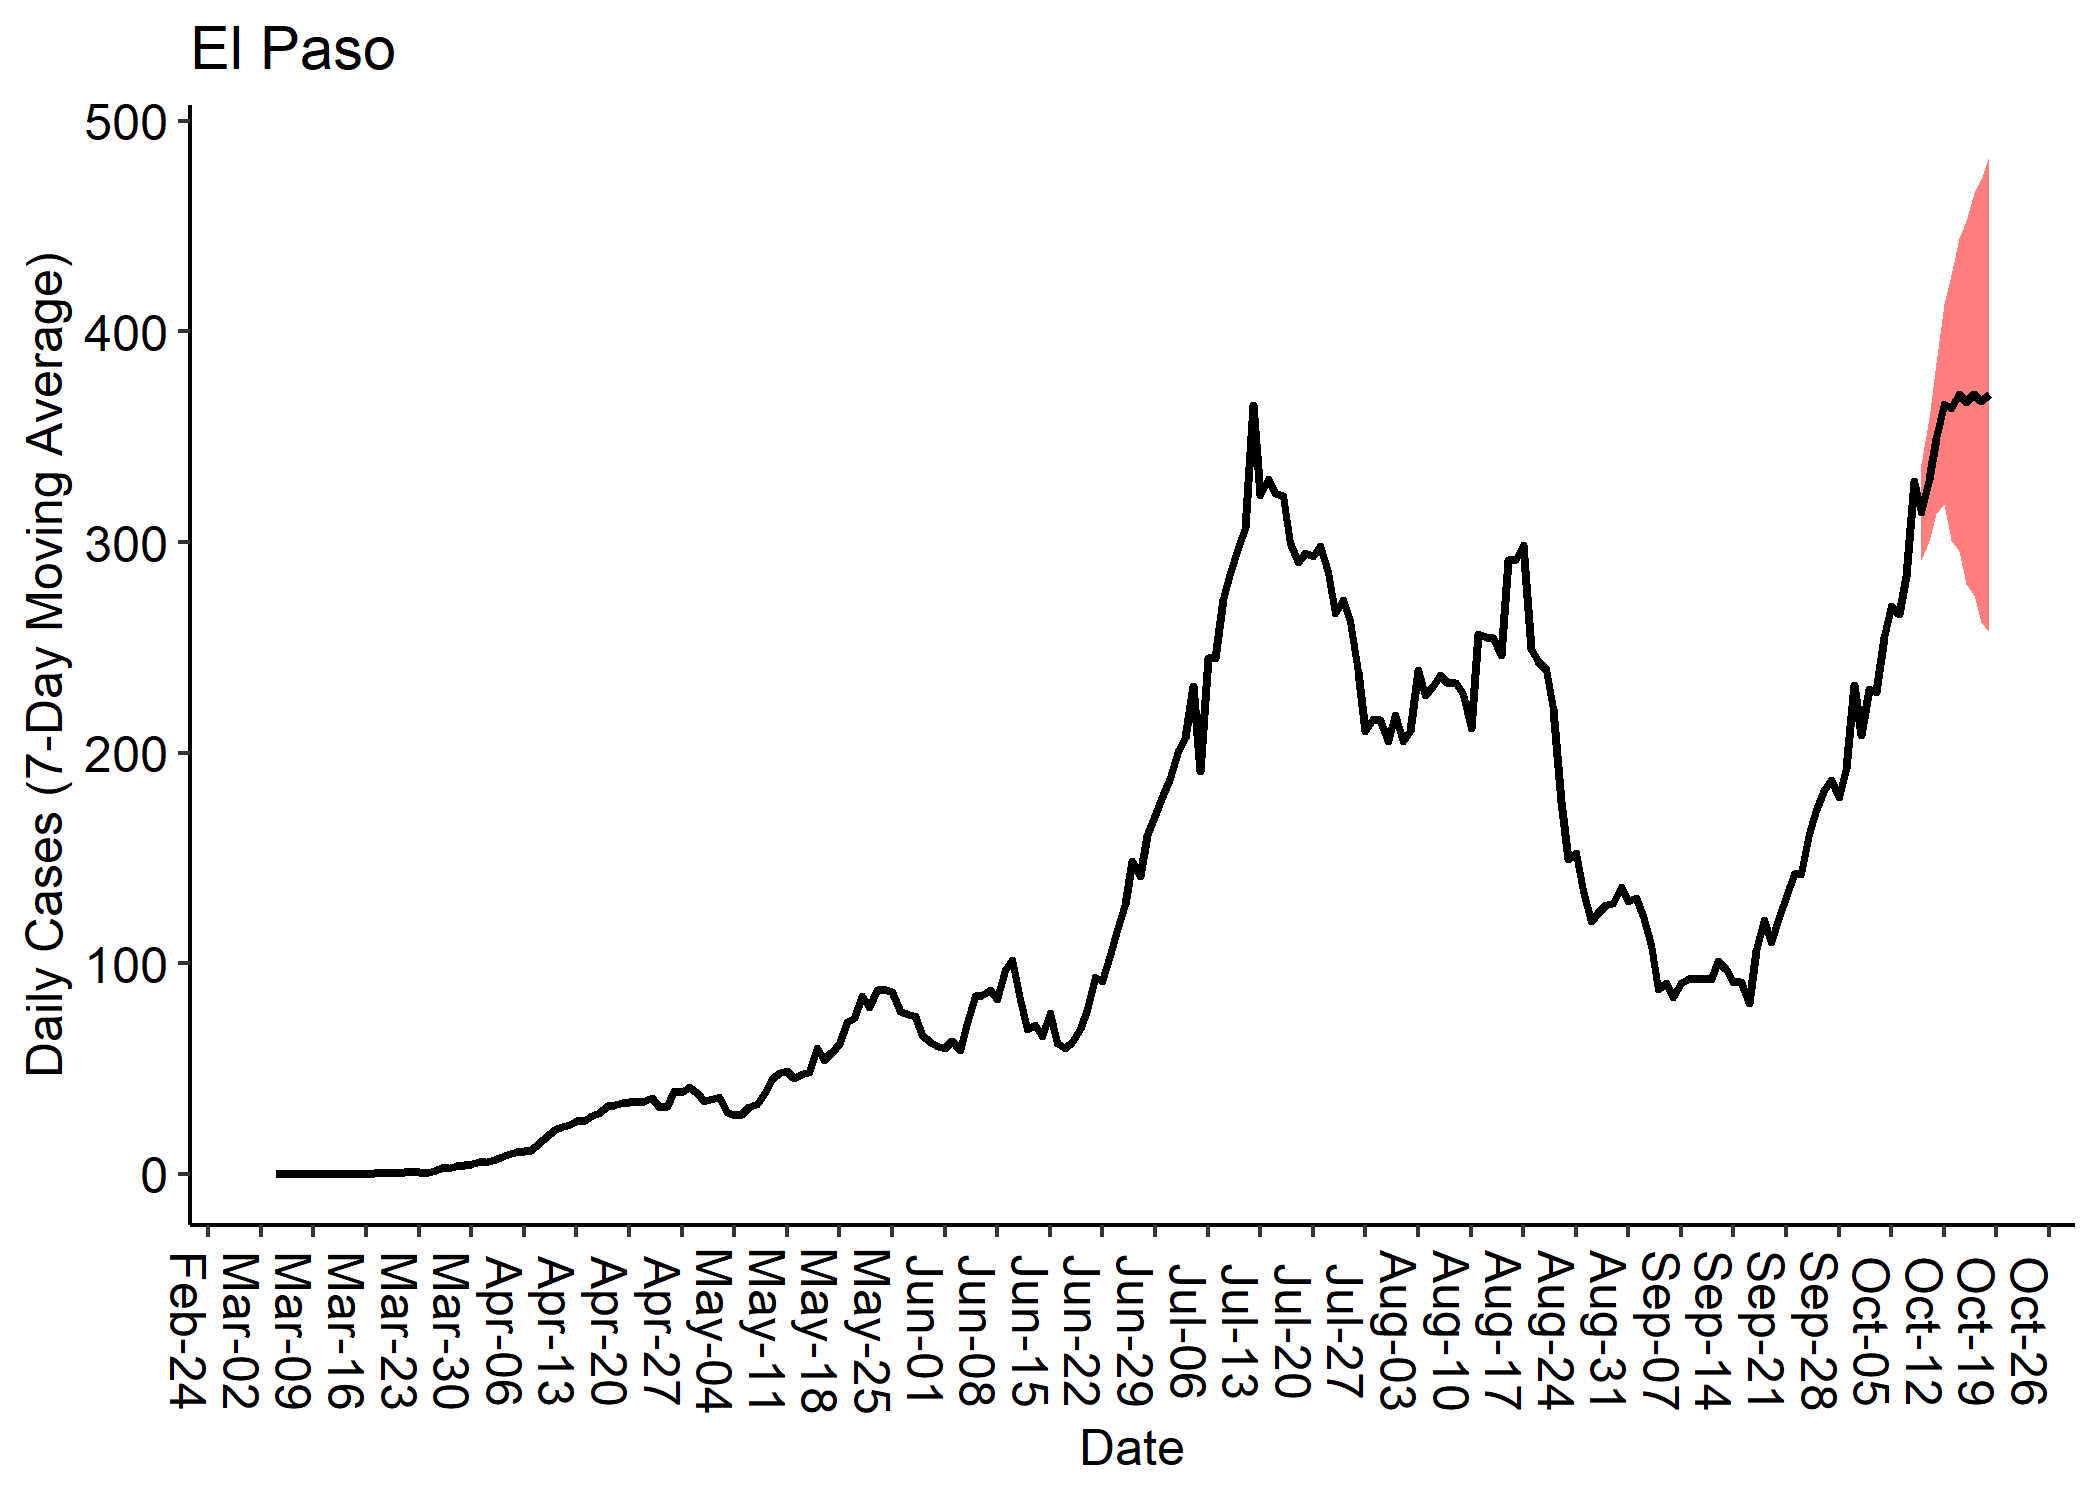 El Paso
Daily Cases (7-Day Moving Average)
500
400
300
200
100
0
Feb-24
Mar-02
Mar-09
Mar-16
Mar-23
Mar-30
Apr-06
Apr-13
Apr-20
Apr-27
May-04
May-11
May-18
May-25
Jun-01
Jun-08
Jun-15
Jun-22
Jun-29
Jul-06
Jul-13
Jul-20
Jul-27
Aug-03
Aug-10
Aug-17
Aug-24
Aug-31
Sep-07
Sep-14
Sep-21
Sep-28
Oct-05
Oct-12
Oct-19
Oct-26
Date